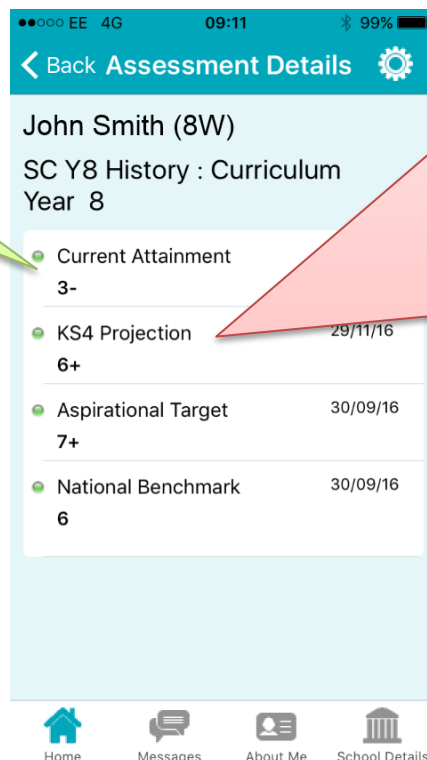 ●●○○○ EE 4G 09:11 99%
Back Assessment Details
John Smith (8W)
SC Y8 History : Curriculum
Year 8
Current Attainment
3-
KS4 Projection 29/11/16
6+
Aspirational Target 30/09/16
7+
National Benchmark 30/09/16
6
Home Messages About Me School Details